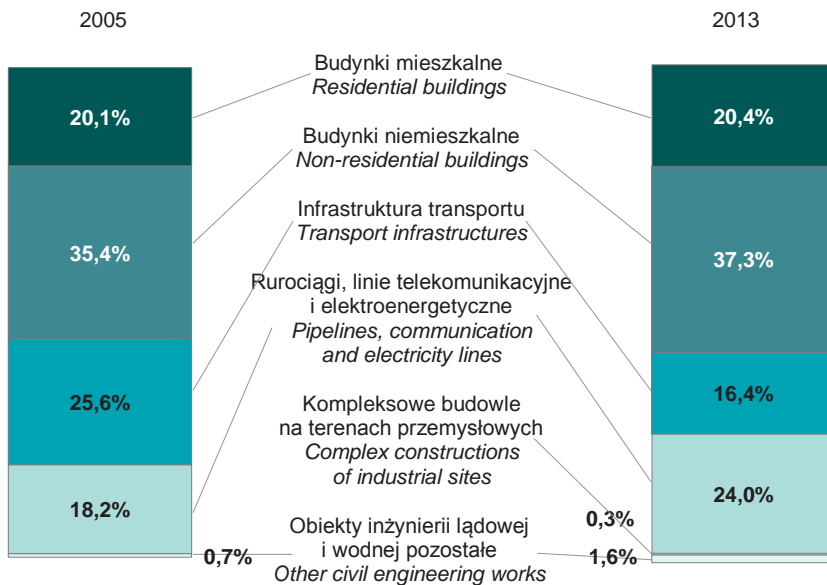 2005
2013
Budynki mieszkalne
Residential buildings
20,1%
20,4%
Budynki niemieszkalne
Non-residential buildings
Infrastruktura transportu
Transport infrastructures
35,4%
37,3%
Rurociągi, linie telekomunikacyjne
i elektroenergetyczne
Pipelines, communication
and electricity lines
25,6%
16,4%
Kompleksowe budowle
na terenach przemysłowych
Complex constructions
of industrial sites
18,2%
24,0%
0,3%
Obiekty inżynierii lądowej
i wodnej pozostałe
Other civil engineering works
0,7%
1,6%